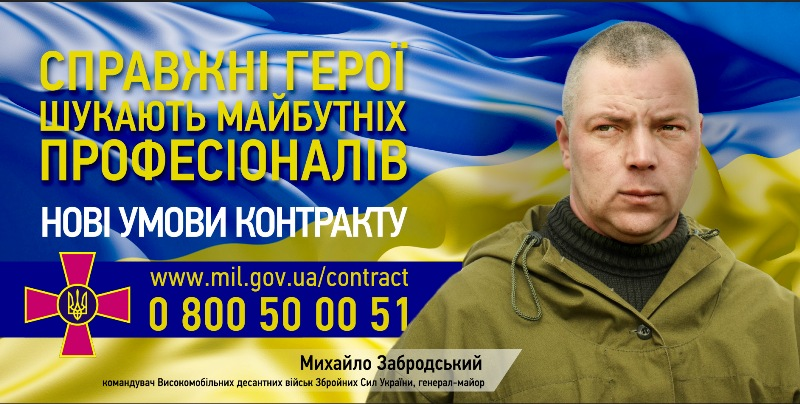 СПРАВЖНІ ГЕРОЇ
ШУКАЮТЬ МАЙБУТНІХ
ПРОФЕСІОНАЛІВ
НОВІ УМОВИ КОНТРАКТУ
www.mil.gov.ua/contract
0 800 50 00 51
Михайло Забродський
командувач Високомобільних десантних військ Збройних Сил України, генерал-майор